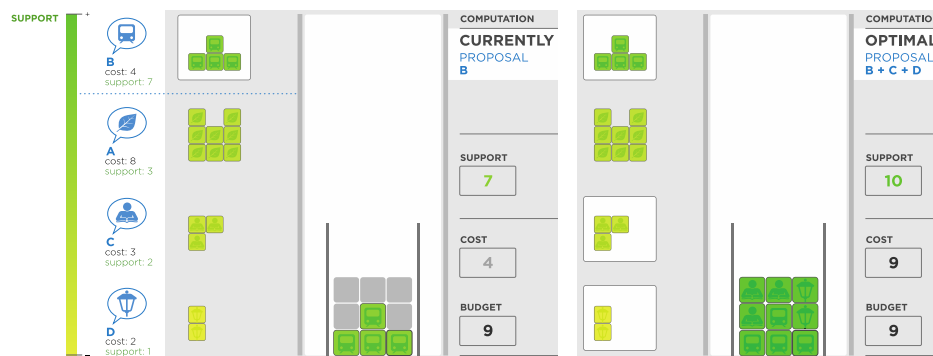 SUPPORT
+
B
cost: 4
support: 7
A
cost: 8
support: 3
C
cost: 3
support: 2
D
cost: 2
support: 1
-
COMPUTATION
CURRENTLY
PROPOSAL
B
SUPPORT
7
COST
4
BUDGET
9
COMPUTATIO
OPTIMAL
PROPOSAL
B + C + D
SUPPORT
10
COST
9
BUDGET
9